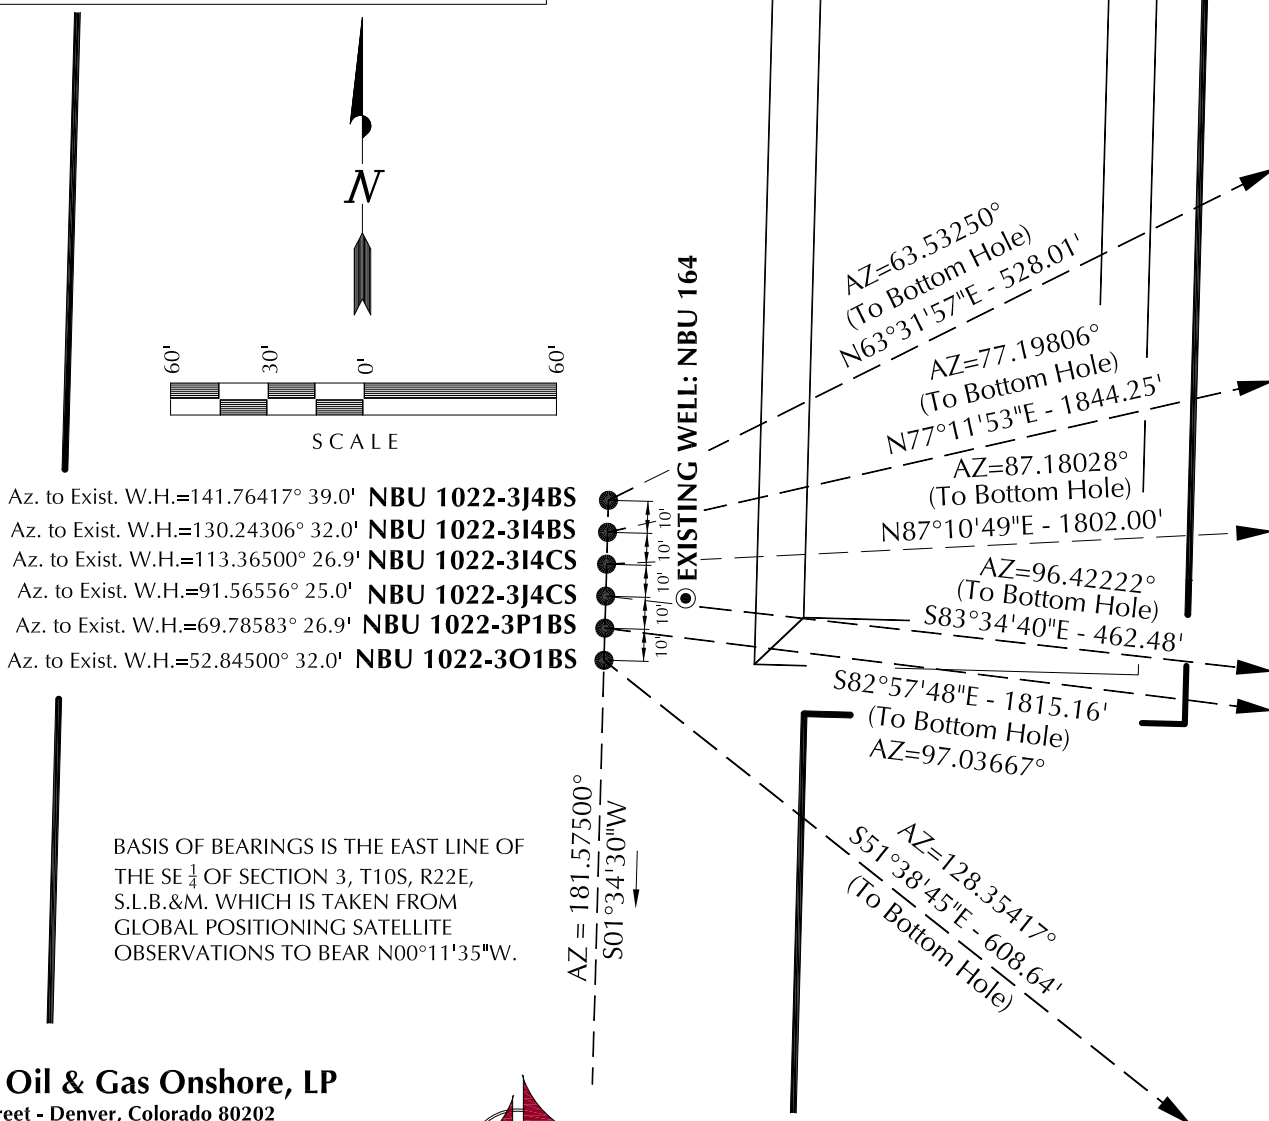 N
60'
30'
0'
60'
SCALE
Az. to Exist. W.H.=141.76417° 39.0' NBU 1022-3J4BS
Az. to Exist. W.H.=130.24306° 32.0' NBU 1022-3I4BS
Az. to Exist. W.H.=113.36500° 26.9' NBU 1022-3I4CS
Az. to Exist. W.H.=91.56556° 25.0' NBU 1022-3J4CS
Az. to Exist. W.H.=69.78583° 26.9' NBU 1022-3P1BS
Az. to Exist. W.H.=52.84500° 32.0' NBU 1022-3O1BS
10'
10'
10'
10'
10'
EXISTING WELL: NBU 164
AZ=63.53250°
(To Bottom Hole)
N63°31'57"E - 528.01'
AZ=77.19806°
(To Bottom Hole)
N77°11'53"E - 1844.25'
AZ=87.18028°
(To Bottom Hole)
N87°10'49"E - 1802.00'
AZ=96.42222°
(To Bottom Hole)
S83°34'40"E - 462.48'
S82°57'48"E - 1815.16'
(To Bottom Hole)
AZ=97.03667°
AZ=128.35417°
S51°38'45"E - 608.64'
(To Bottom Hole)
AZ = 181.57500°
S01°34'30"W
BASIS OF BEARINGS IS THE EAST LINE OF
THE SE 1/4 OF SECTION 3, T10S, R22E,
S.L.B.&M. WHICH IS TAKEN FROM
GLOBAL POSITIONING SATELLITE
OBSERVATIONS TO BEAR N00°11'35"W.
Oil & Gas Onshore, LP
reet - Denver, Colorado 80202